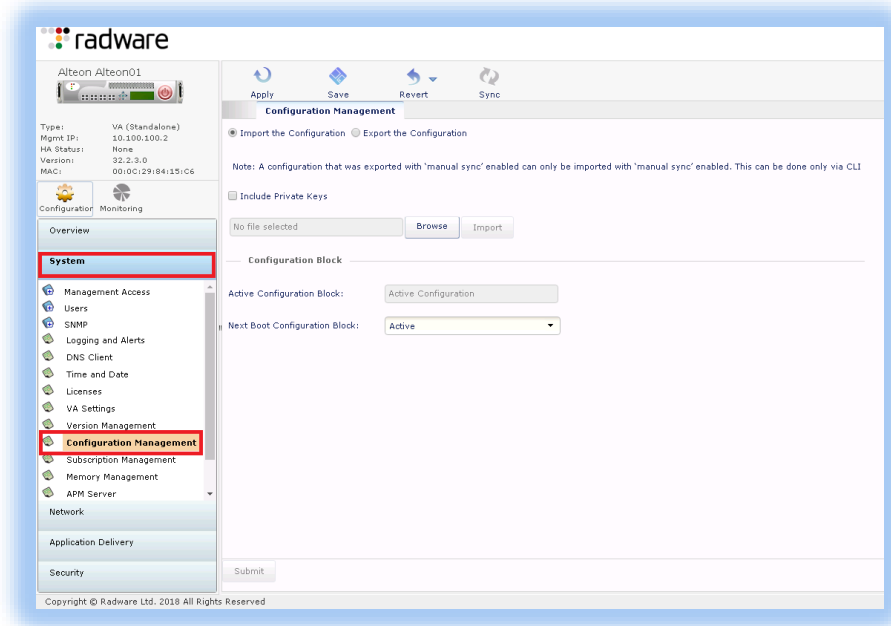 radware
Alteon Alteon01
Apply Save Revert Sync
Configuration Management
Type: VA (Standalone)
Mgmt IP: 10.100.100.2
HA Status: None
Version: 32.2.3.0
MAC: 00:0C:29:84:15:C6
Import the Configuration Export the Configuration
Note: A configuration that was exported with 'manual sync' enabled can only be imported with 'manual sync' enabled. This can be done only via CLI
Include Private Keys
No file selected Browse Import
Configuration Block
Active Configuration Block: Active Configuration
Next Boot Configuration Block: Active
Configuration Monitoring
Overview
System
Management Access
Users
SNMP
Logging and Alerts
DNS Client
Time and Date
Licenses
VA Settings
Version Management
Configuration Management
Subscription Management
Memory Management
APM Server
Network
Application Delivery
Security
Submit
Copyright © Radware Ltd. 2018 All Rights Reserved